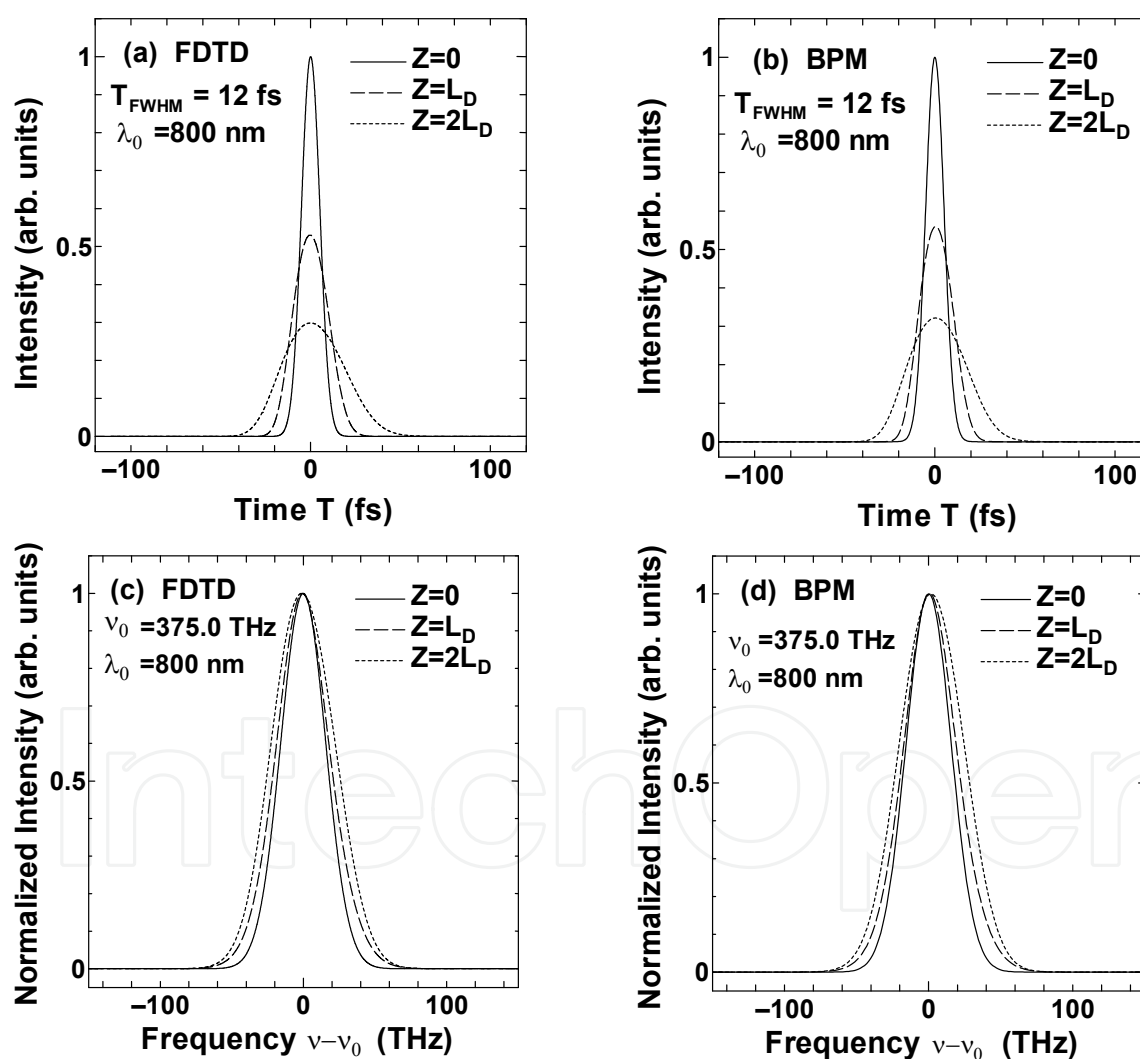 (a) FDTD
T_FWHM = 12 fs
λ₀ =800 nm
Z=0
Z=L_D
Z=2L_D
1
0.5
0
−100
0
100
Intensity (arb. units)
Time T (fs)
(b) BPM
T_FWHM = 12 fs
λ₀ =800 nm
Z=0
Z=L_D
Z=2L_D
1
0.5
0
−100
0
100
Intensity (arb. units)
Time T (fs)
(c) FDTD
ν₀ =375.0 THz
λ₀ =800 nm
Z=0
Z=L_D
Z=2L_D
1
0.5
0
−100
0
100
Normalized Intensity (arb. units)
Frequency ν−ν₀ (THz)
(d) BPM
ν₀ =375.0 THz
λ₀ =800 nm
Z=0
Z=L_D
Z=2L_D
1
0.5
0
−100
0
100
Normalized Intensity (arb. units)
Frequency ν−ν₀ (THz)
IntechOpen